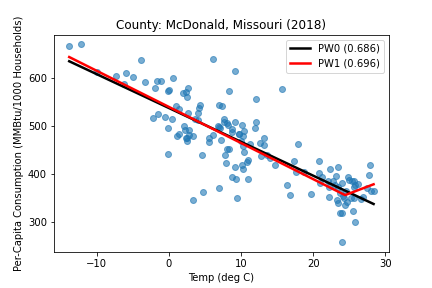 County: McDonald, Missouri (2018)
Per-Capita Consumption (MMBtu/1000 Households)
PW0 (0.686)
PW1 (0.696)
600
500
400
300
−10 0 10 20 30
Temp (deg C)